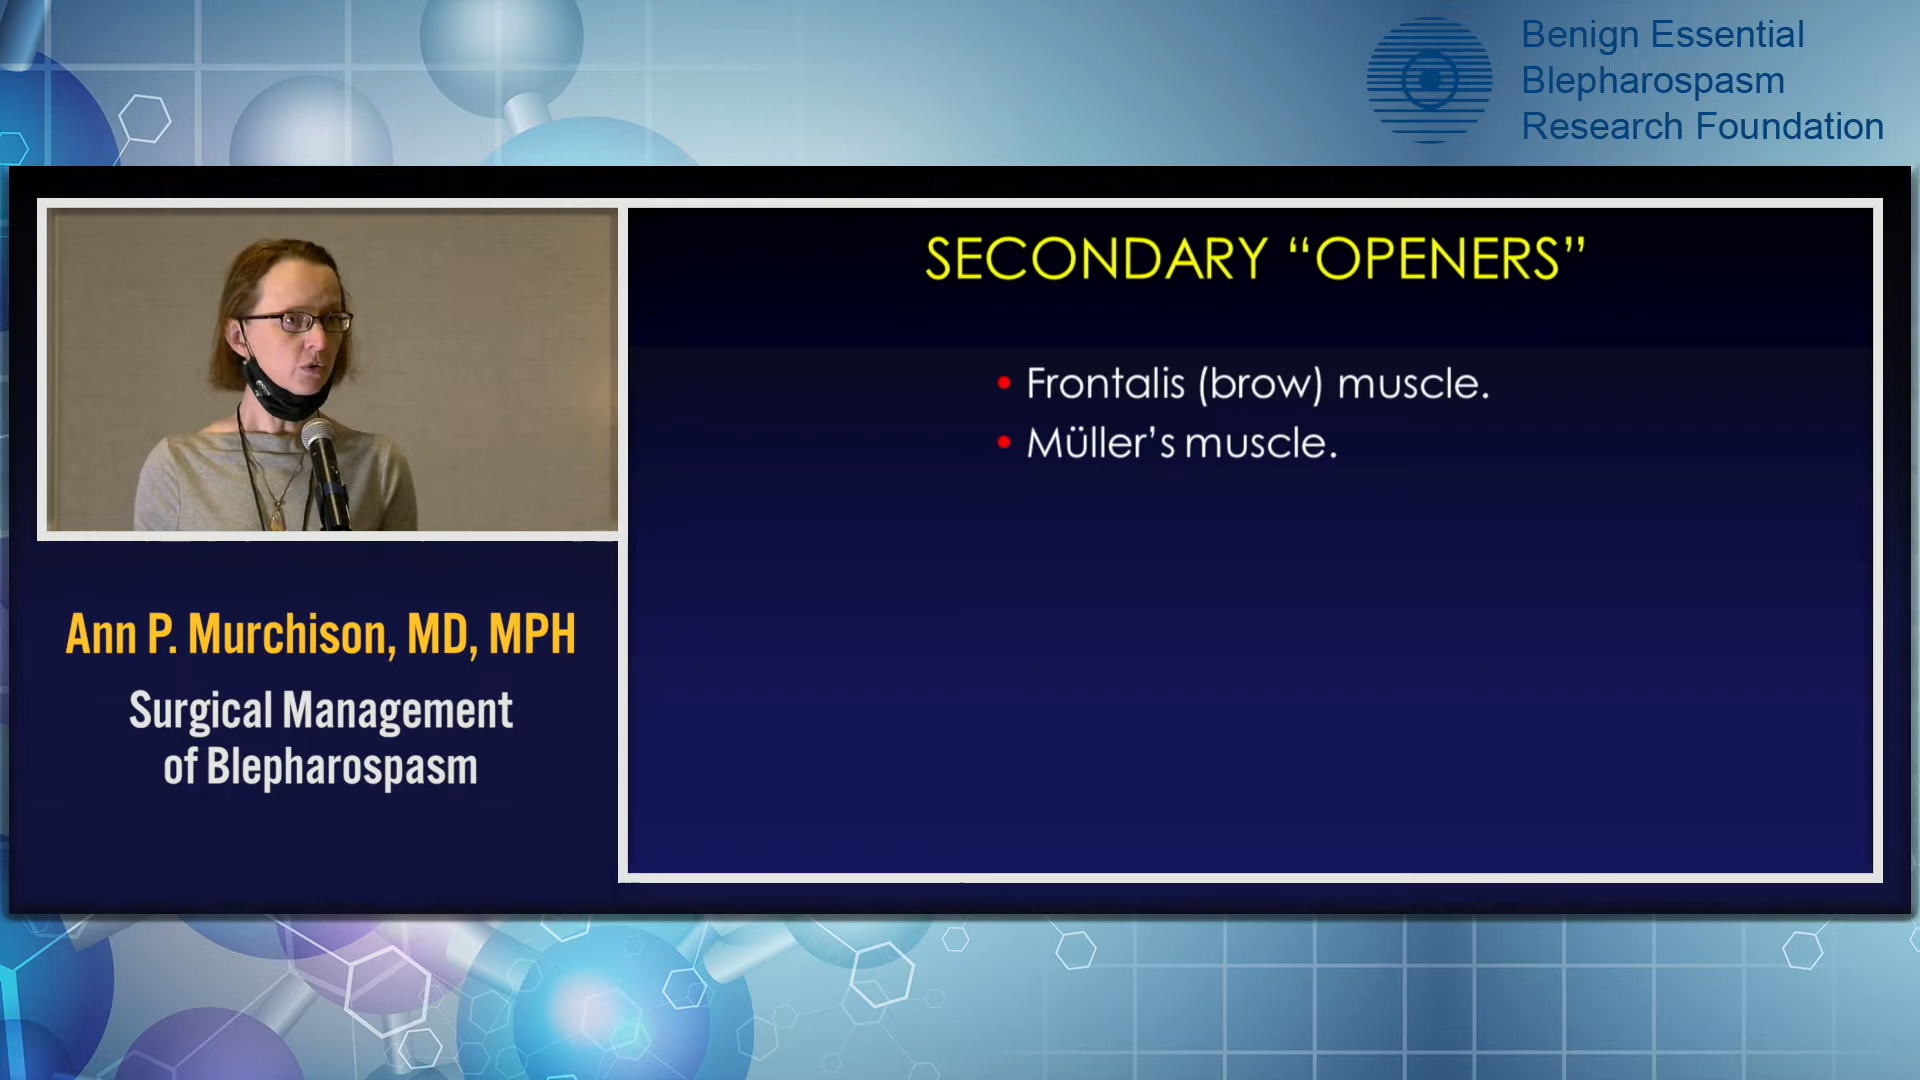 Benign Essential
Blepharospasm
Research Foundation
SECONDARY “OPENERS”
• Frontalis (brow) muscle.
• Müller’s muscle.
Ann P. Murchison, MD, MPH
Surgical Management
of Blepharospasm